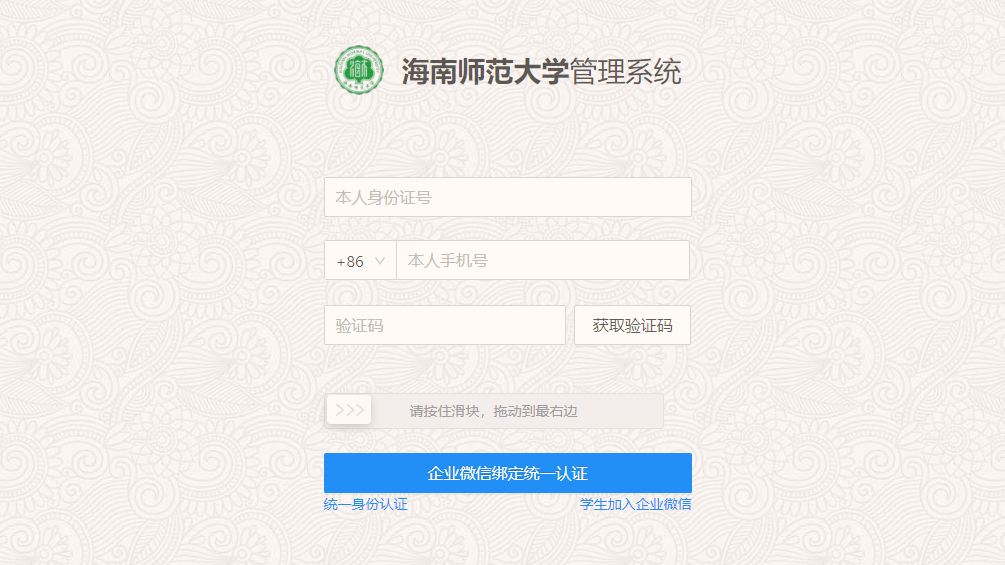 海南师范大学管理系统
本人身份证号
+86 本人手机号
验证码 获取验证码
>>> 请按住滑块，拖动到最右边
企业微信绑定统一认证
统一身份认证 学生加入企业微信